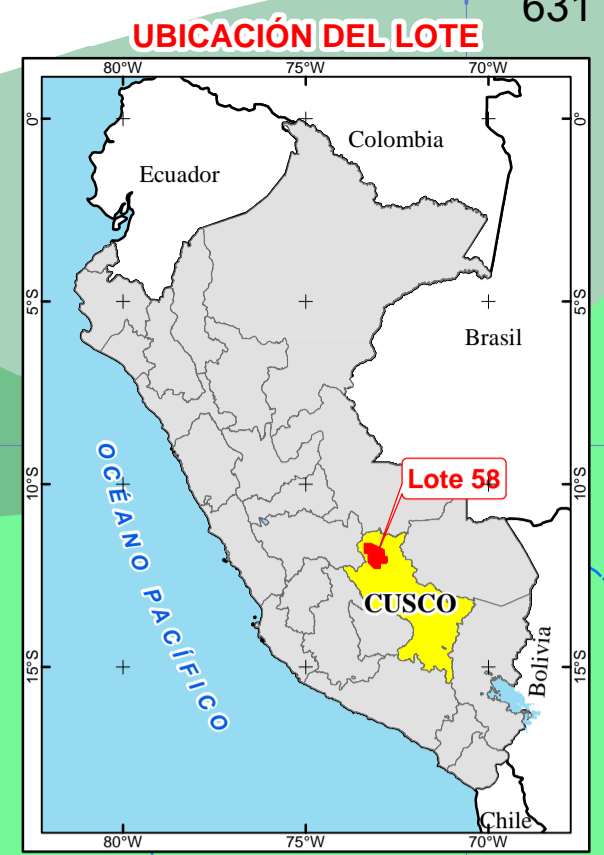 631
UBICACIÓN DEL LOTE
80°W 75°W 70°W
0° 0°
Colombia
Ecuador
5°S 5°S
Brasil
Lote 58
10°S 10°S
OCÉANO PACÍFICO
CUSCO
Bolivia
15°S 15°S
Chile
80°W 75°W 70°W